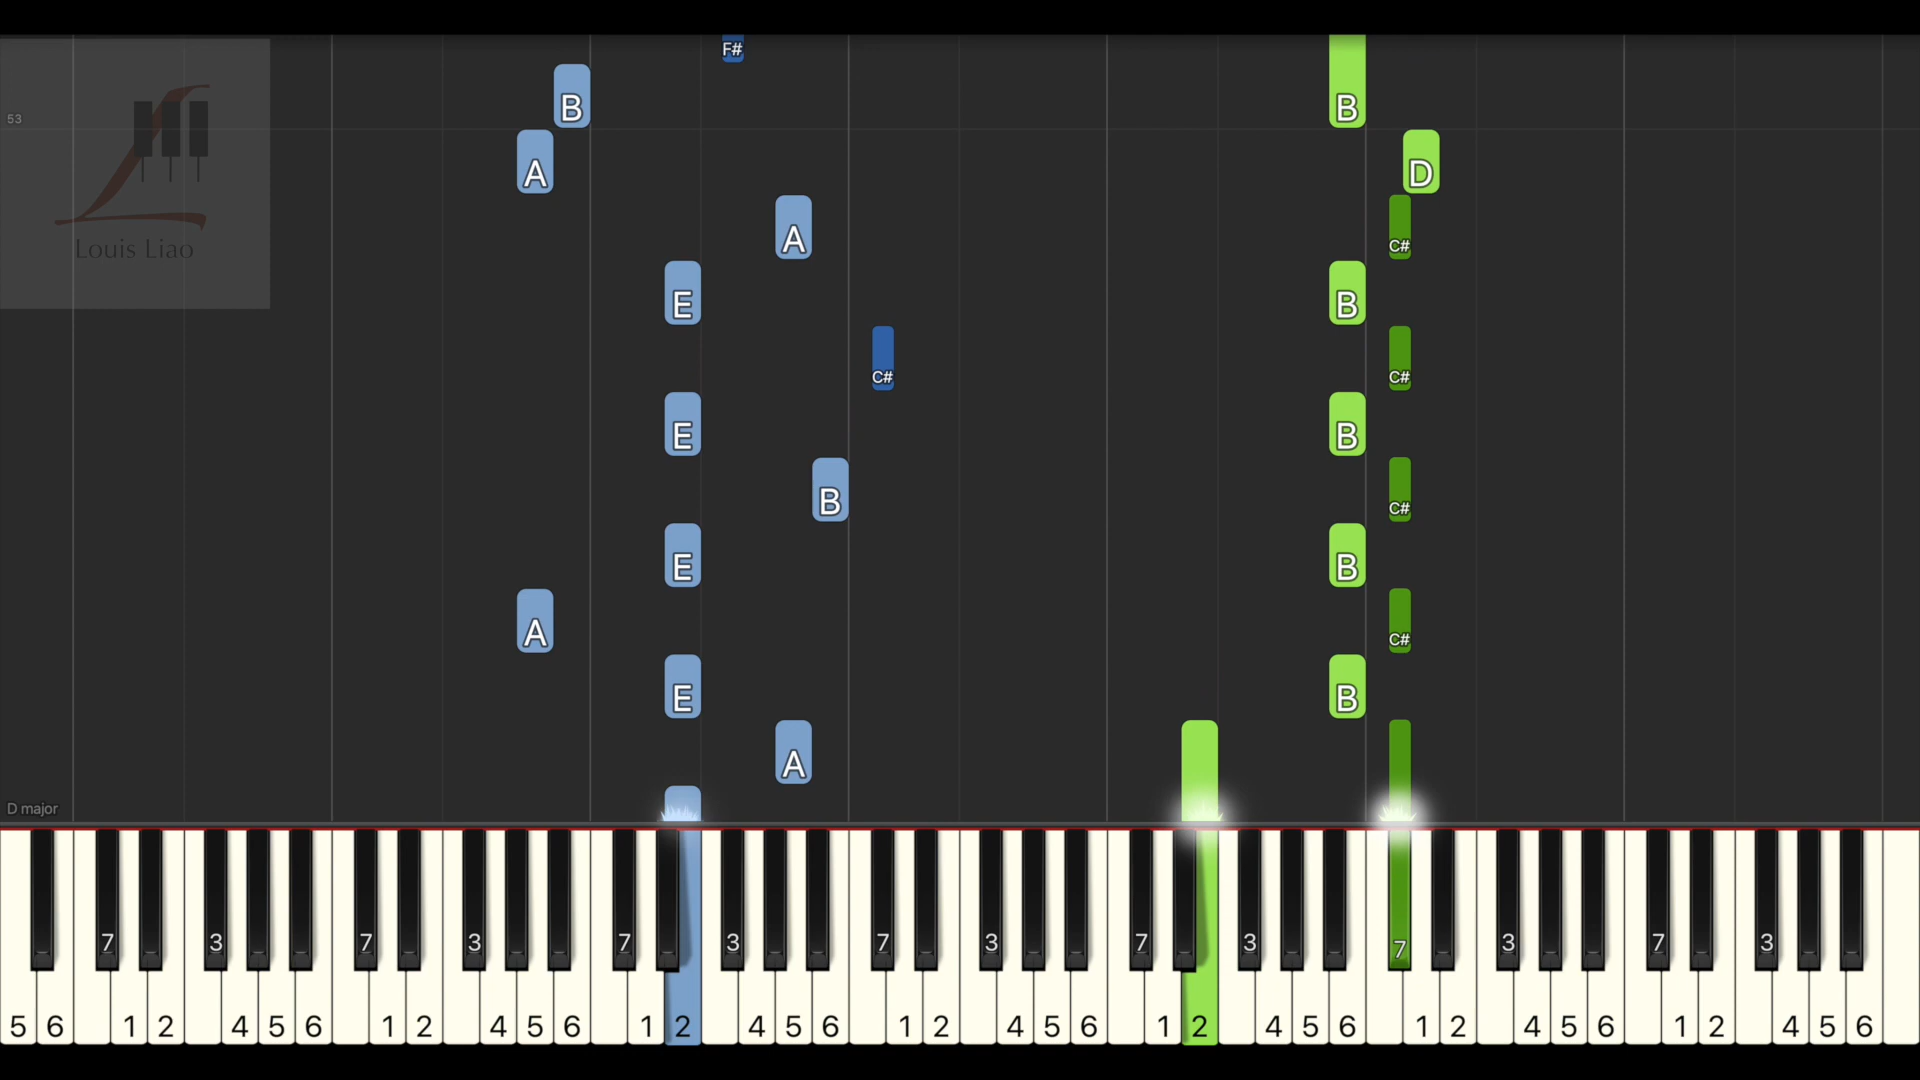 F#
B B
53
A D
Louis Liao
A C#
E B
C# C#
E B
B C#
E B
A C#
E B
A
D major
7 3 7 3 7 3 7 3 7 3 7 3 7 3
5 6 1 2 4 5 6 1 2 4 5 6 1 2 4 5 6 1 2 4 5 6 1 2 4 5 6 1 2 4 5 6 1 2 4 5 6